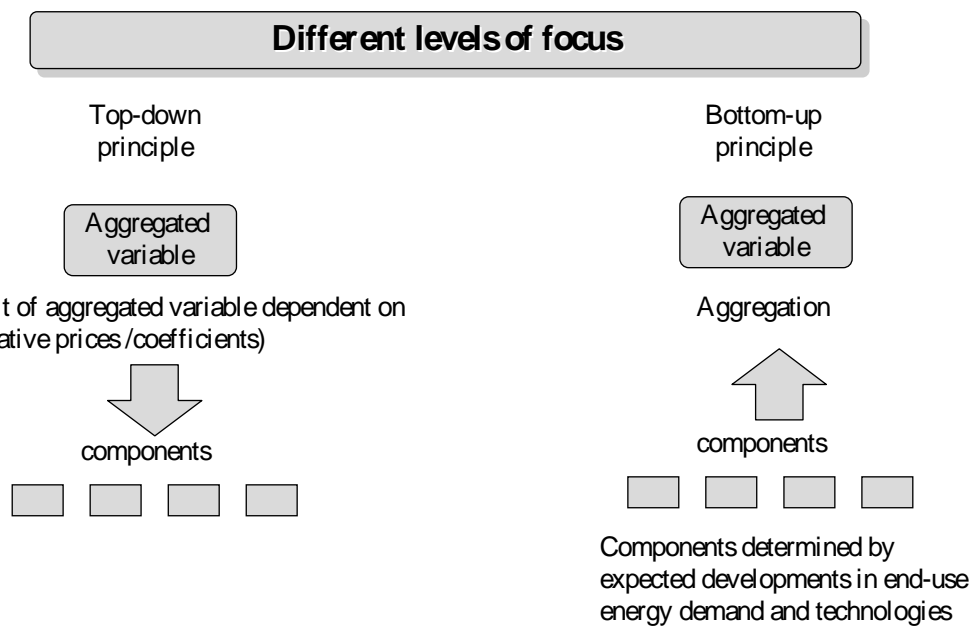 Different levels of focus
Top-down
principle
Aggregated
variable
t of aggregated variable dependent on
ative prices /coefficients)
components
Bottom-up
principle
Aggregated
variable
Aggregation
components
Components determined by
expected developments in end-use
energy demand and technologies